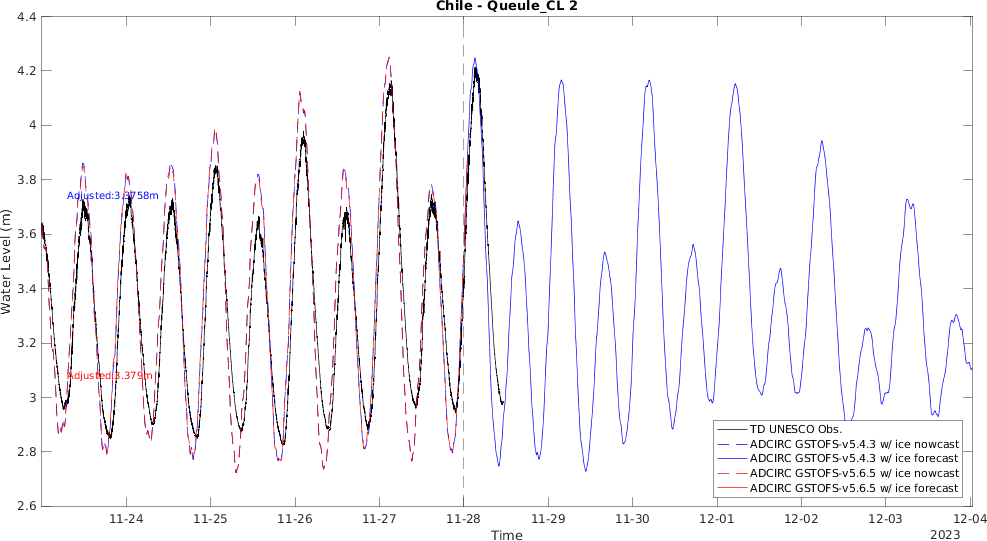 Chile - Queule_CL 2
4.4
4.2
4
3.8
3.6
3.4
3.2
3
2.8
2.6
Water Level (m)
Adjusted:3.3758m
Adjusted:3.379m
TD UNESCO Obs.
ADCIRC GSTOFS-v5.4.3 w/ ice nowcast
ADCIRC GSTOFS-v5.4.3 w/ ice forecast
ADCIRC GSTOFS-v5.6.5 w/ ice nowcast
ADCIRC GSTOFS-v5.6.5 w/ ice forecast
11-24 11-25 11-26 11-27 11-28 11-29 11-30 12-01 12-02 12-03 12-04
Time
2023